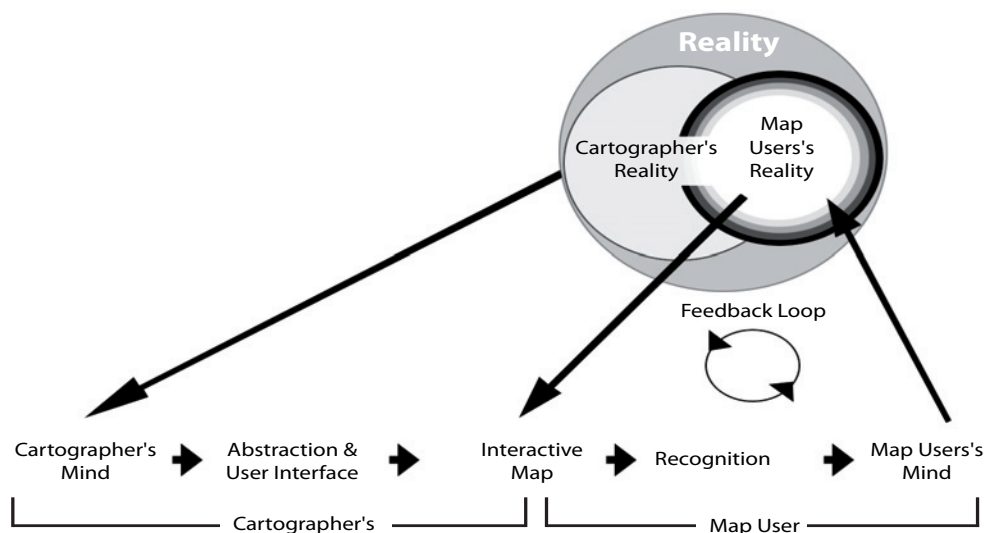 Reality
Cartographer's
Reality
Map
Users's
Reality
Feedback Loop
Cartographer's
Mind
Abstraction &
User Interface
Interactive
Map
Recognition
Map Users's
Mind
Cartographer's
Map User